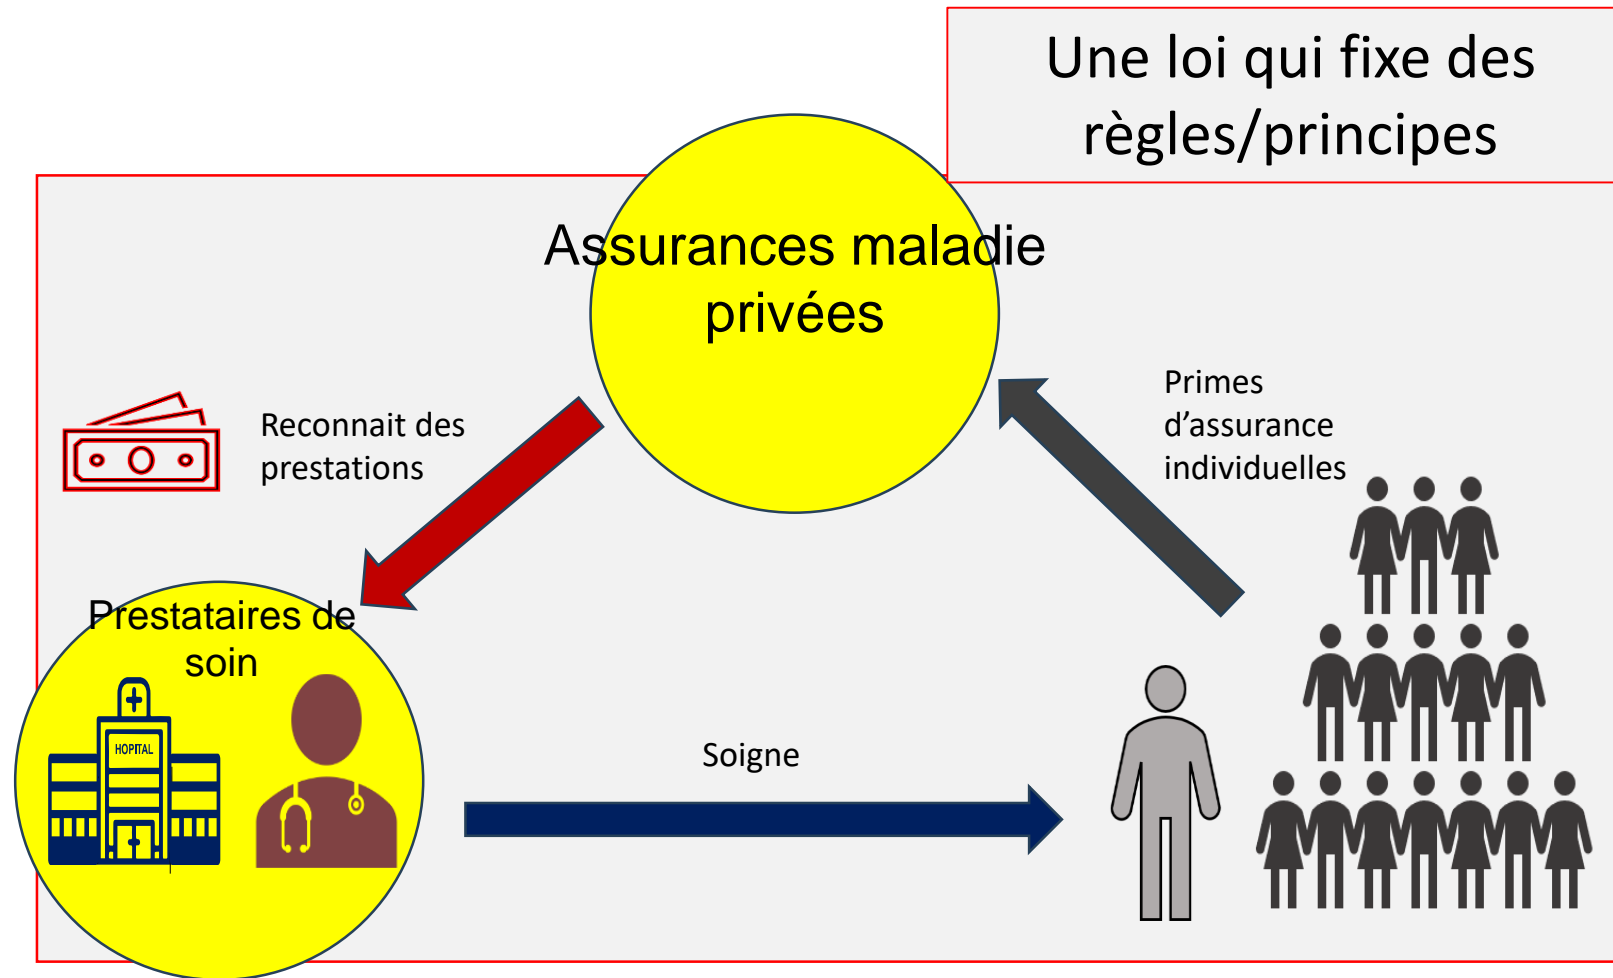 Une loi qui fixe des
règles/principes
Assurances maladie
privées
Reconnait des
prestations
Primes
d’assurance
individuelles
Prestataires de
soin
HOPITAL
Soigne